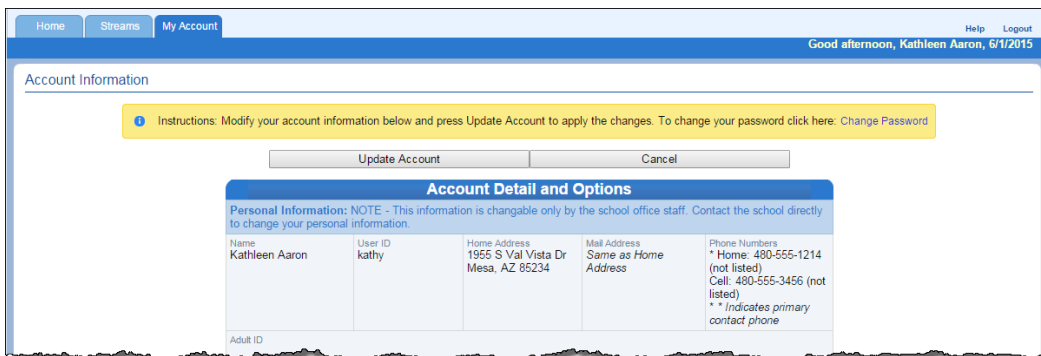 Home Streams My Account
Help Logout
Good afternoon, Kathleen Aaron, 6/1/2015
Account Information
Instructions: Modify your account information below and press Update Account to apply the changes. To change your password click here: Change Password
Update Account Cancel
Account Detail and Options
Personal Information: NOTE - This information is changable only by the school office staff. Contact the school directly
to change your personal information.
Name
Kathleen Aaron
User ID
kathy
Home Address
1955 S Val Vista Dr
Mesa, AZ 85234
Mail Address
Same as Home
Address
Phone Numbers
* Home: 480-555-1214
(not listed)
Cell: 480-555-3456 (not
listed)
* * Indicates primary
contact phone
Adult ID